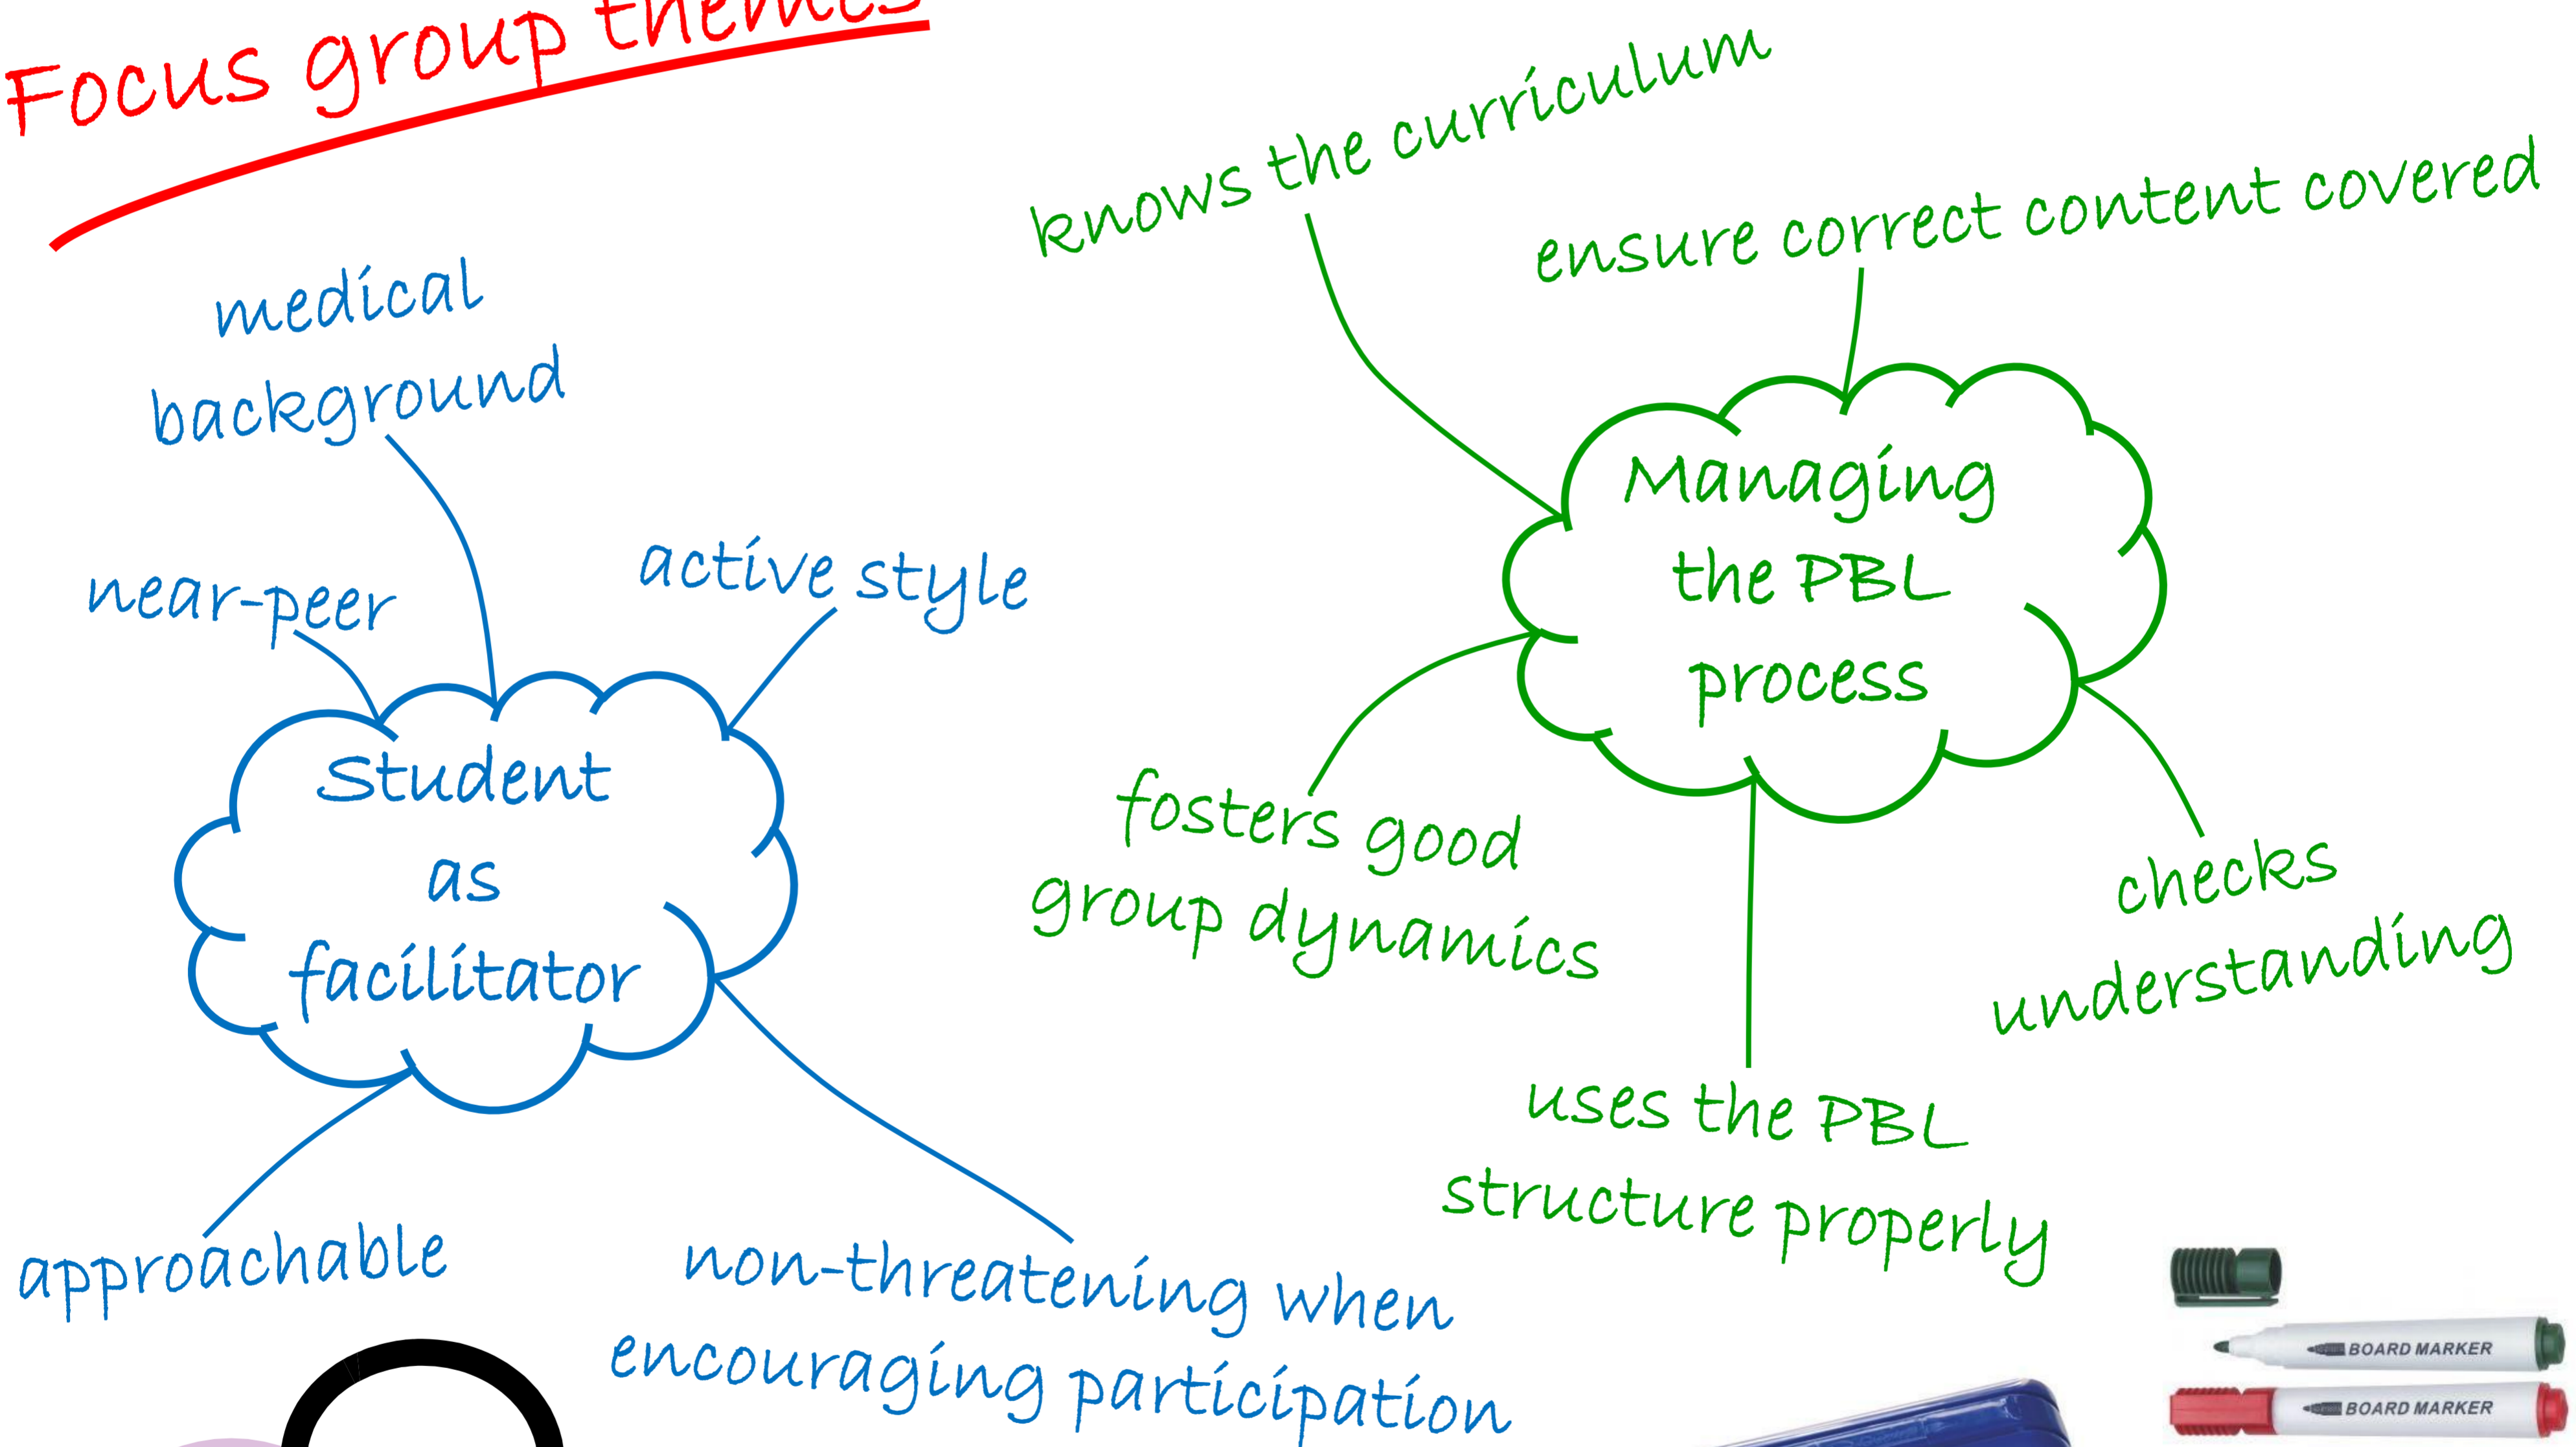 Focus group themes
medical
background
near-peer
active style
Student
as
facilitator
approachable
non-threatening when
encouraging participation
knows the curriculum
ensure correct content covered
Managing
the PBL
process
fosters good
group dynamics
checks
understanding
uses the PBL
structure properly
BOARD MARKER
BOARD MARKER